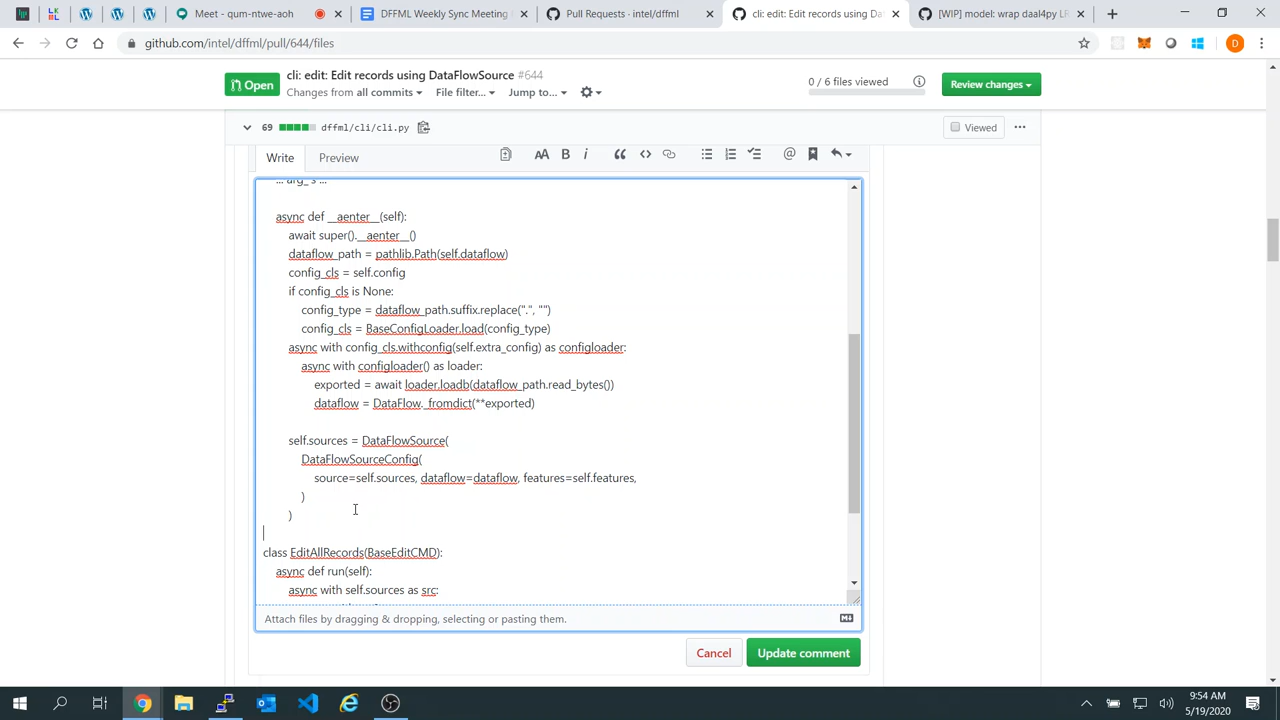 Meet - qum-ntwe-aoh
DFFML Weekly Sync Meeting
Pull Requests · intel/dffml
cli: edit: Edit records using Da
[WIP] model: wrap daal4py LR
github.com/intel/dffml/pull/644/files
D
Open
cli: edit: Edit records using DataFlowSource #644
Changes from all commits
File filter...
Jump to...
0 / 6 files viewed
Review changes
69
dffml/cli/cli.py
Viewed
Write
Preview
... arg_'s ...
async def __aenter__(self):
await super().__aenter__()
dataflow_path = pathlib.Path(self.dataflow)
config_cls = self.config
if config_cls is None:
config_type = dataflow_path.suffix.replace(".", "")
config_cls = BaseConfigLoader.load(config_type)
async with config_cls.withconfig(self.extra_config) as configloader:
async with configloader() as loader:
exported = await loader.loadb(dataflow_path.read_bytes())
dataflow = DataFlow._fromdict(**exported)
self.sources = DataFlowSource(
DataFlowSourceConfig(
source=self.sources, dataflow=dataflow, features=self.features,
)
)
class EditAllRecords(BaseEditCMD):
async def run(self):
async with self.sources as src:
Attach files by dragging & dropping, selecting or pasting them.
Cancel
Update comment
9:54 AM
5/19/2020